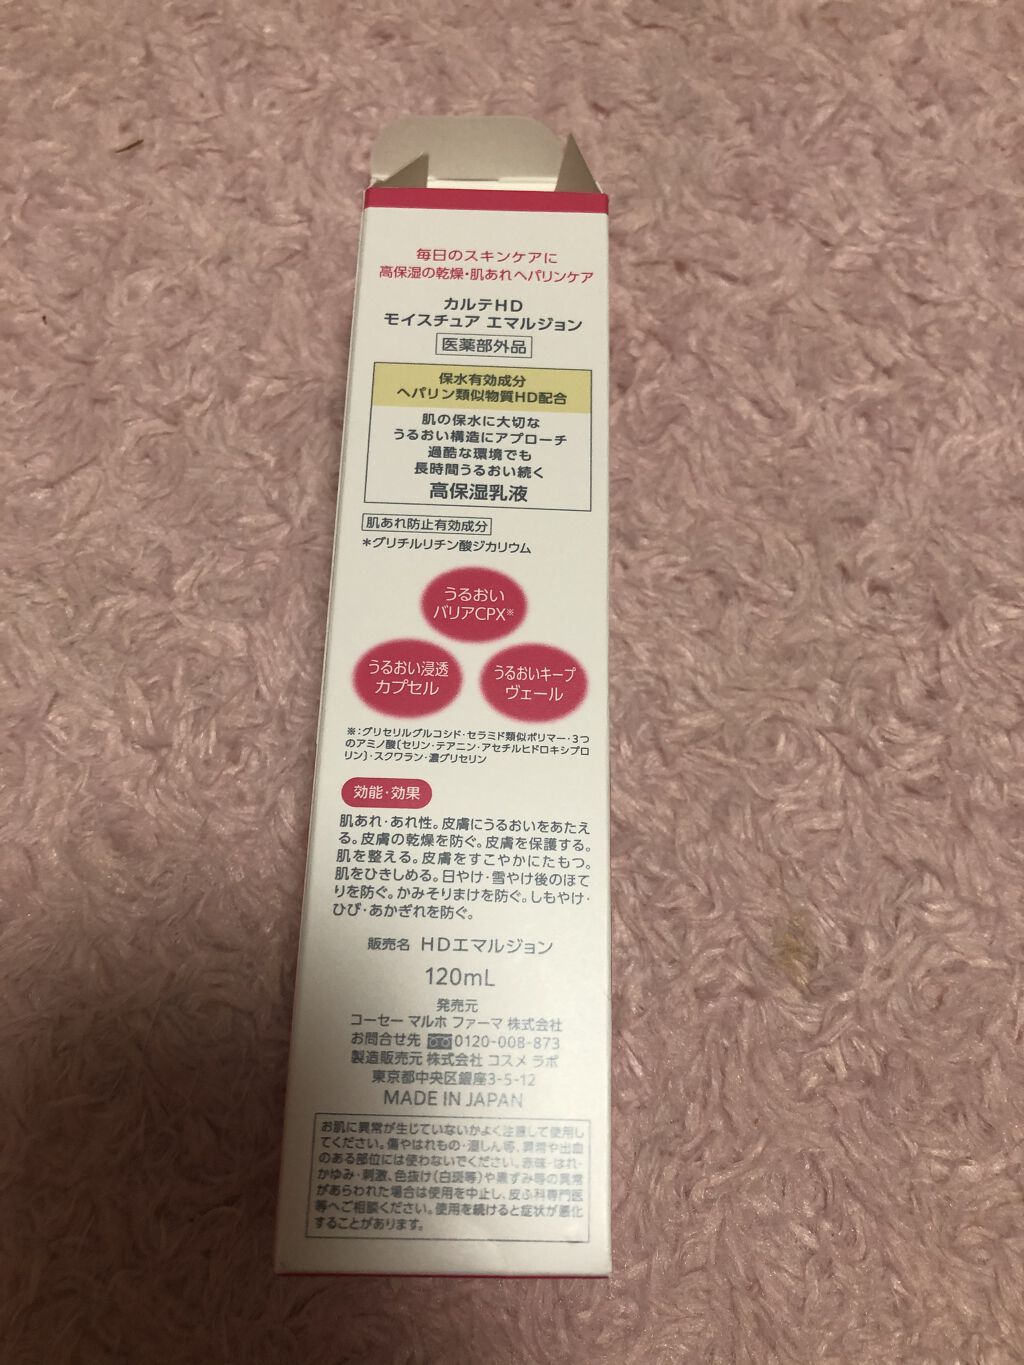 毎日のスキンケアに
高保湿の乾燥・肌あれヘパリンケア
カルテHD
モイスチュア エマルジョン
医薬部外品
保水有効成分
ヘパリン類似物質HD配合
肌の保水に大切な
うるおい構造にアプローチ
過酷な環境でも
長時間うるおい続く
高保湿乳液
肌あれ防止有効成分
*グリチルリチン酸ジカリウム
うるおい
バリアCPX※
うるおい浸透
カプセル
うるおいキープ
ヴェール
※:グリセリルグルコシド・セラミド類似ポリマー・3つ
のアミノ酸〔セリン・テアニン・アセチルヒドロキシプロ
リン〕・スクワラン・濃グリセリン
効能・効果
肌あれ・あれ性。皮膚にうるおいをあたえ
る。皮膚の乾燥を防ぐ。皮膚を保護する。
肌を整える。皮膚をすこやかにたもつ。
肌をひきしめる。日やけ・雪やけ後のほて
りを防ぐ。かみそりまけを防ぐ。しもやけ・
ひび・あかぎれを防ぐ。
販売名 HDエマルジョン
120mL
発売元
コーセー マルホ ファーマ 株式会社
お問合せ先 0120-008-873
製造販売元 株式会社 コスメ ラボ
東京都中央区銀座3-5-12
MADE IN JAPAN
お肌に異常が生じていないかよく注意して使用し
てください。傷やはれもの・湿しん等、異常や出血
のある部位には使わないでください。赤味・はれ・
かゆみ・刺激、色抜け(白斑等)や黒ずみ等の異常
があらわれた場合は使用を中止し、皮ふ科専門医
等へご相談ください。使用を続けると症状が悪化
することがあります。